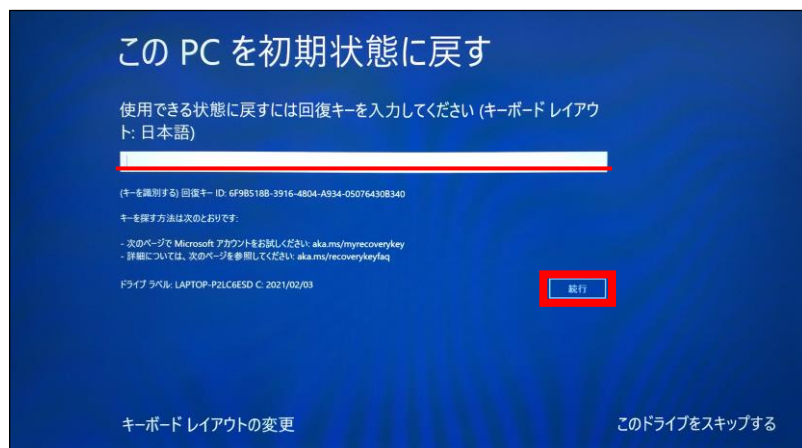 この PC を初期状態に戻す
使用できる状態に戻すには回復キーを入力してください (キーボード レイアウ
ト: 日本語)
(キーを識別する) 回復キー ID: 6F9B518B-3916-4804-A934-05076430B340
キーを探す方法は次のとおりです:
- 次のページで Microsoft アカウントをお試しください: aka.ms/myrecoverykey
- 詳細については、次のページを参照してください: aka.ms/recoverykeyfaq
ドライブ ラベル: LAPTOP-P2LC6ESD C: 2021/02/03
続行
キーボード レイアウトの変更
このドライブをスキップする